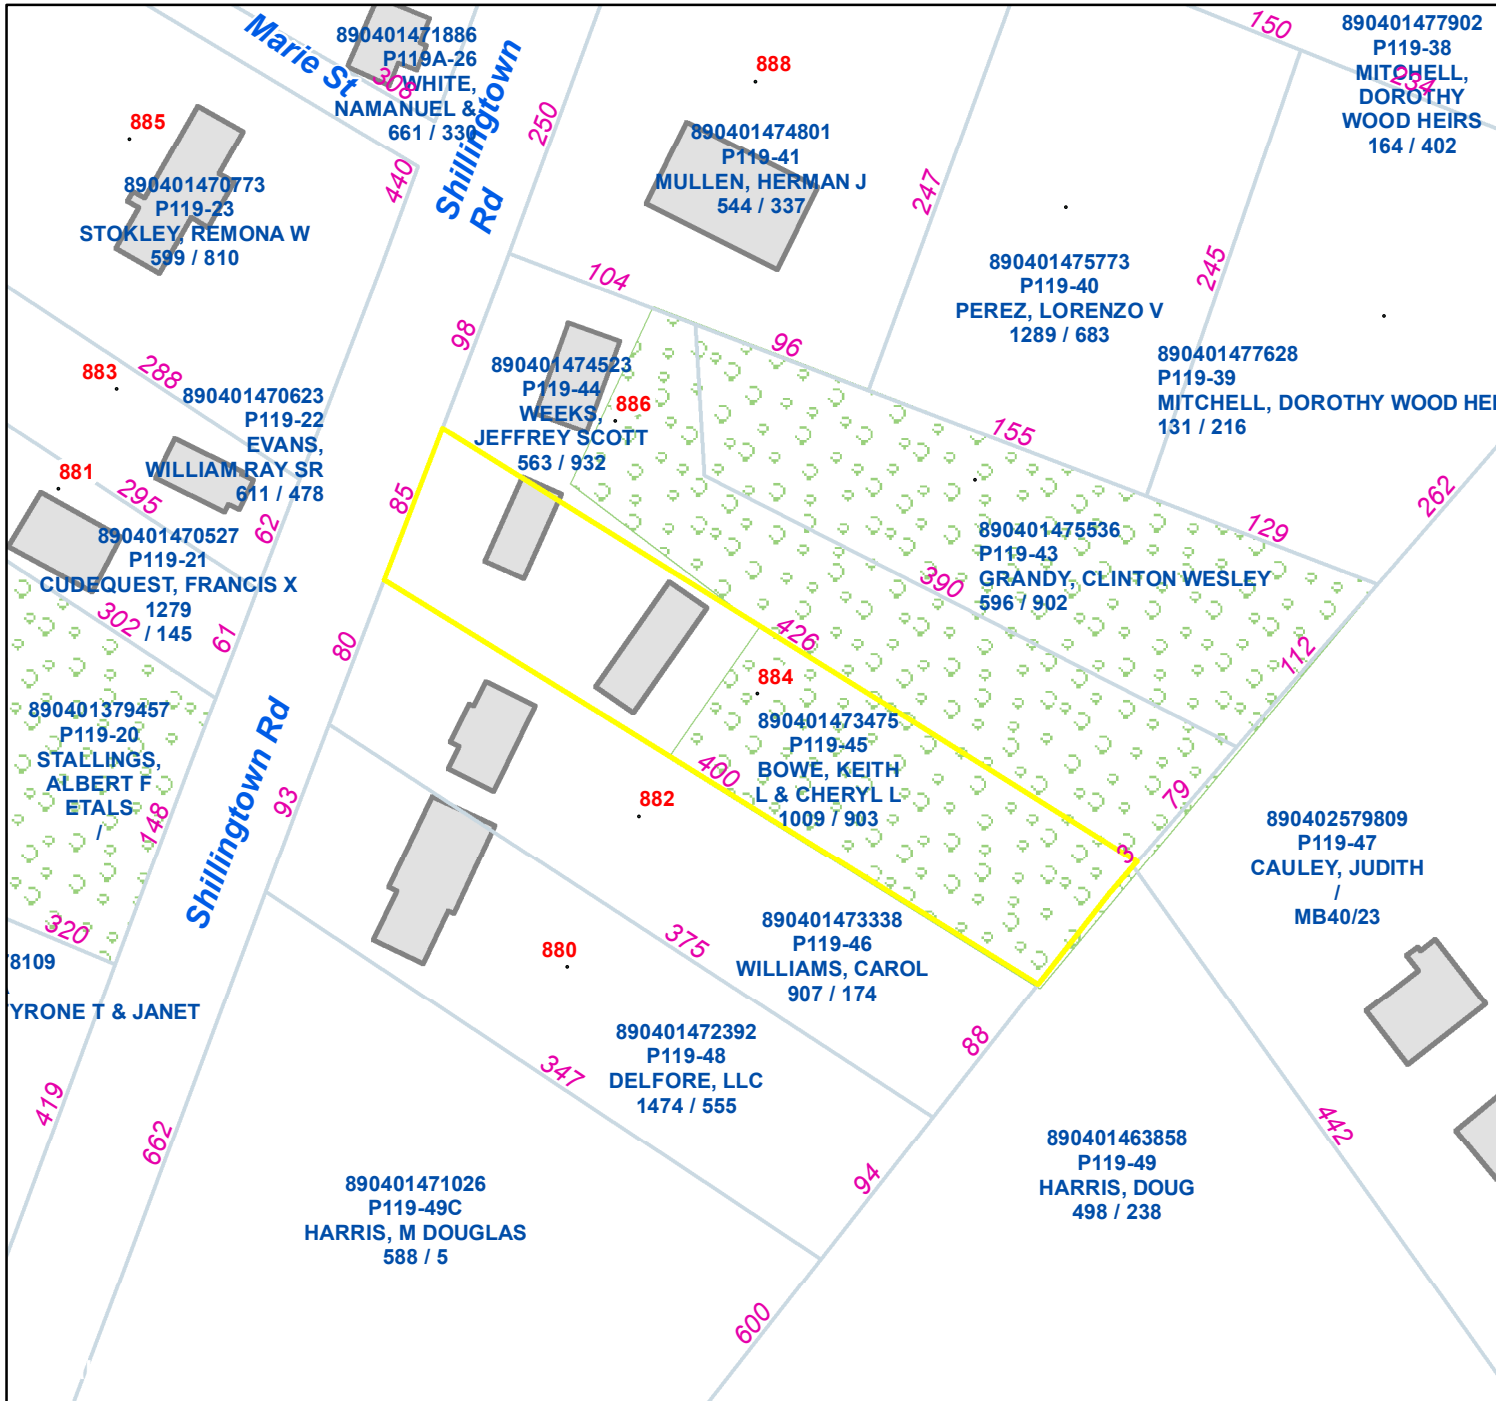 Marie St
890401471886
P119A-26
WHITE,
NAMANUEL &
661 / 330
308
Shillingtown
Rd
250
440
885
890401470773
P119-23
STOKLEY, REMONA W
599 / 810
888
890401474801
P119-41
MULLEN, HERMAN J
544 / 337
150
234
890401477902
P119-38
MITCHELL,
DOROTHY
WOOD HEIRS
164 / 402
247
245
104
98
96
890401475773
P119-40
PEREZ, LORENZO V
1289 / 683
890401477628
P119-39
MITCHELL, DOROTHY WOOD HEI
131 / 216
883
288
890401470623
P119-22
EVANS,
WILLIAM RAY SR
611 / 478
890401474523
P119-44
WEEKS,
JEFFREY SCOTT
563 / 932
886
155
262
129
881
295
85
62
890401470527
P119-21
CUDEQUEST, FRANCIS X
1279
/ 145
302
61
80
890401475536
P119-43
GRANDY, CLINTON WESLEY
596 / 902
390
426
112
884
890401473475
P119-45
BOWE, KEITH
L & CHERYL L
1009 / 903
400
79
3
890401379457
P119-20
STALLINGS,
ALBERT F
ETALS
/
148
Shillingtown Rd
93
882
890402579809
P119-47
CAULEY, JUDITH
/
MB40/23
320
78109
YRONE T & JANET
880
375
890401473338
P119-46
WILLIAMS, CAROL
907 / 174
88
890401472392
P119-48
DELFORE, LLC
1474 / 555
347
419
662
94
442
890401463858
P119-49
HARRIS, DOUG
498 / 238
890401471026
P119-49C
HARRIS, M DOUGLAS
588 / 5
600